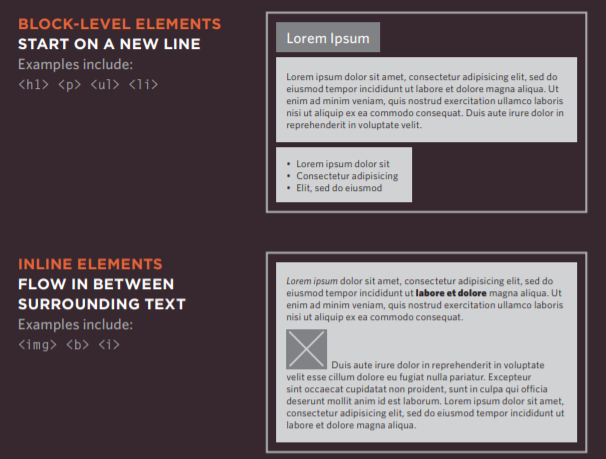 BLOCK-LEVEL ELEMENTS
START ON A NEW LINE
Examples include:
<h1> <p> <ul> <li>
Lorem Ipsum
Lorem ipsum dolor sit amet, consectetur adipisicing elit, sed do
eiusmod tempor incididunt ut labore et dolore magna aliqua. Ut
enim ad minim veniam, quis nostrud exercitation ullamco laboris
nisi ut aliquip ex ea commodo consequat. Duis aute irure dolor in
reprehenderit in voluptate velit.
• Lorem ipsum dolor sit
• Consectetur adipisicing
• Elit, sed do eiusmod
INLINE ELEMENTS
FLOW IN BETWEEN
SURROUNDING TEXT
Examples include:
<img> <b> <i>
Lorem ipsum dolor sit amet, consectetur adipisicing elit, sed do
eiusmod tempor incididunt ut labore et dolore magna aliqua. Ut
enim ad minim veniam, quis nostrud exercitation ullamco laboris
nisi ut aliquip ex ea commodo consequat.
Duis aute irure dolor in reprehenderit in voluptate
velit esse cillum dolore eu fugiat nulla pariatur. Excepteur
sint occaecat cupidatat non proident, sunt in culpa qui officia
deserunt mollit anim id est laborum. Lorem ipsum dolor sit amet,
consectetur adipisicing elit, sed do eiusmod tempor incididunt ut
labore et dolore magna aliqua.